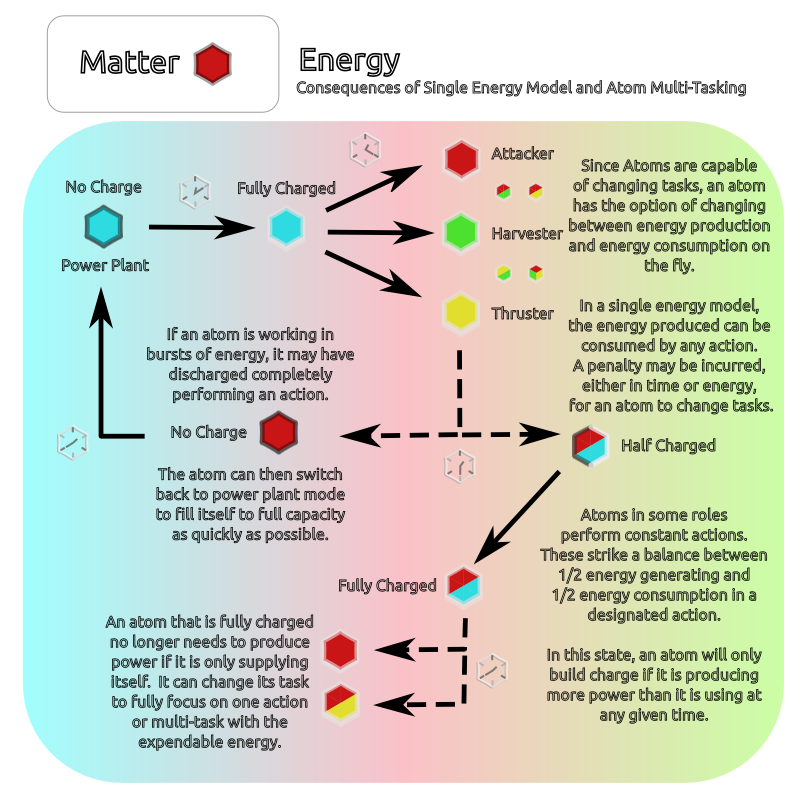 Matter
Energy
Consequences of Single Energy Model and Atom Multi-Tasking
No Charge
Power Plant
Fully Charged
Attacker
Harvester
Thruster
Since Atoms are capable
of changing tasks, an atom
has the option of changing
between energy production
and energy consumption on
the fly.
In a single energy model,
the energy produced can be
consumed by any action.
A penalty may be incurred,
either in time or energy,
for an atom to change tasks.
If an atom is working in
bursts of energy, it may have
discharged completely
performing an action.
No Charge
The atom can then switch
back to power plant mode
to fill itself to full capacity
as quickly as possible.
Half Charged
Atoms in some roles
perform constant actions.
These strike a balance between
1/2 energy generating and
1/2 energy consumption in a
designated action.
In this state, an atom will only
build charge if it is producing
more power than it is using at
any given time.
Fully Charged
An atom that is fully charged
no longer needs to produce
power if it is only supplying
itself. It can change its task
to fully focus on one action
or multi-task with the
expendable energy.